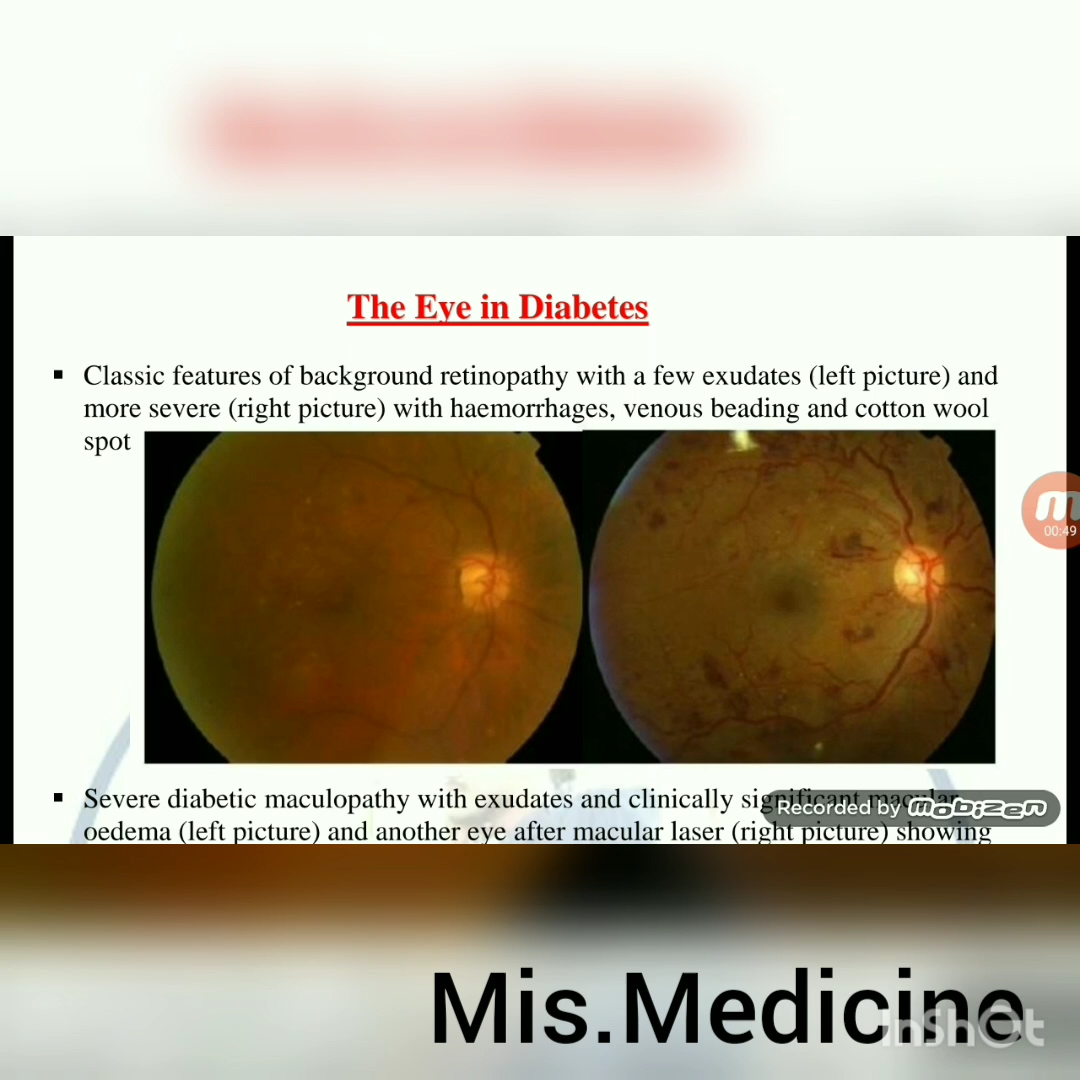 The Eye in Diabetes
▪ Classic features of background retinopathy with a few exudates (left picture) and
more severe (right picture) with haemorrhages, venous beading and cotton wool
spot
m
00:49
▪ Severe diabetic maculopathy with exudates and clinically significant macular
Recorded by mobizen
oedema (left picture) and another eye after macular laser (right picture) showing
Mis.Medicine
InShOt